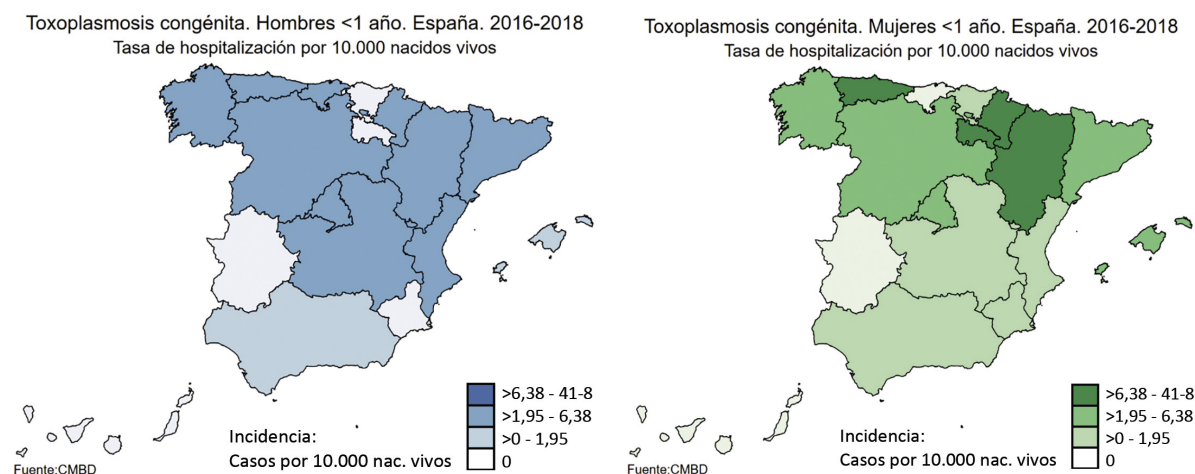 Toxoplasmosis congénita. Hombres <1 año. España. 2016-2018
Tasa de hospitalización por 10.000 nacidos vivos
>6,38 - 41-8
>1,95 - 6,38
>0 - 1,95
0
Incidencia:
Casos por 10.000 nac. vivos
Fuente:CMBD
Toxoplasmosis congénita. Mujeres <1 año. España. 2016-2018
Tasa de hospitalización por 10.000 nacidos vivos
>6,38 - 41-8
>1,95 - 6,38
>0 - 1,95
0
Incidencia:
Casos por 10.000 nac. vivos
Fuente:CMBD